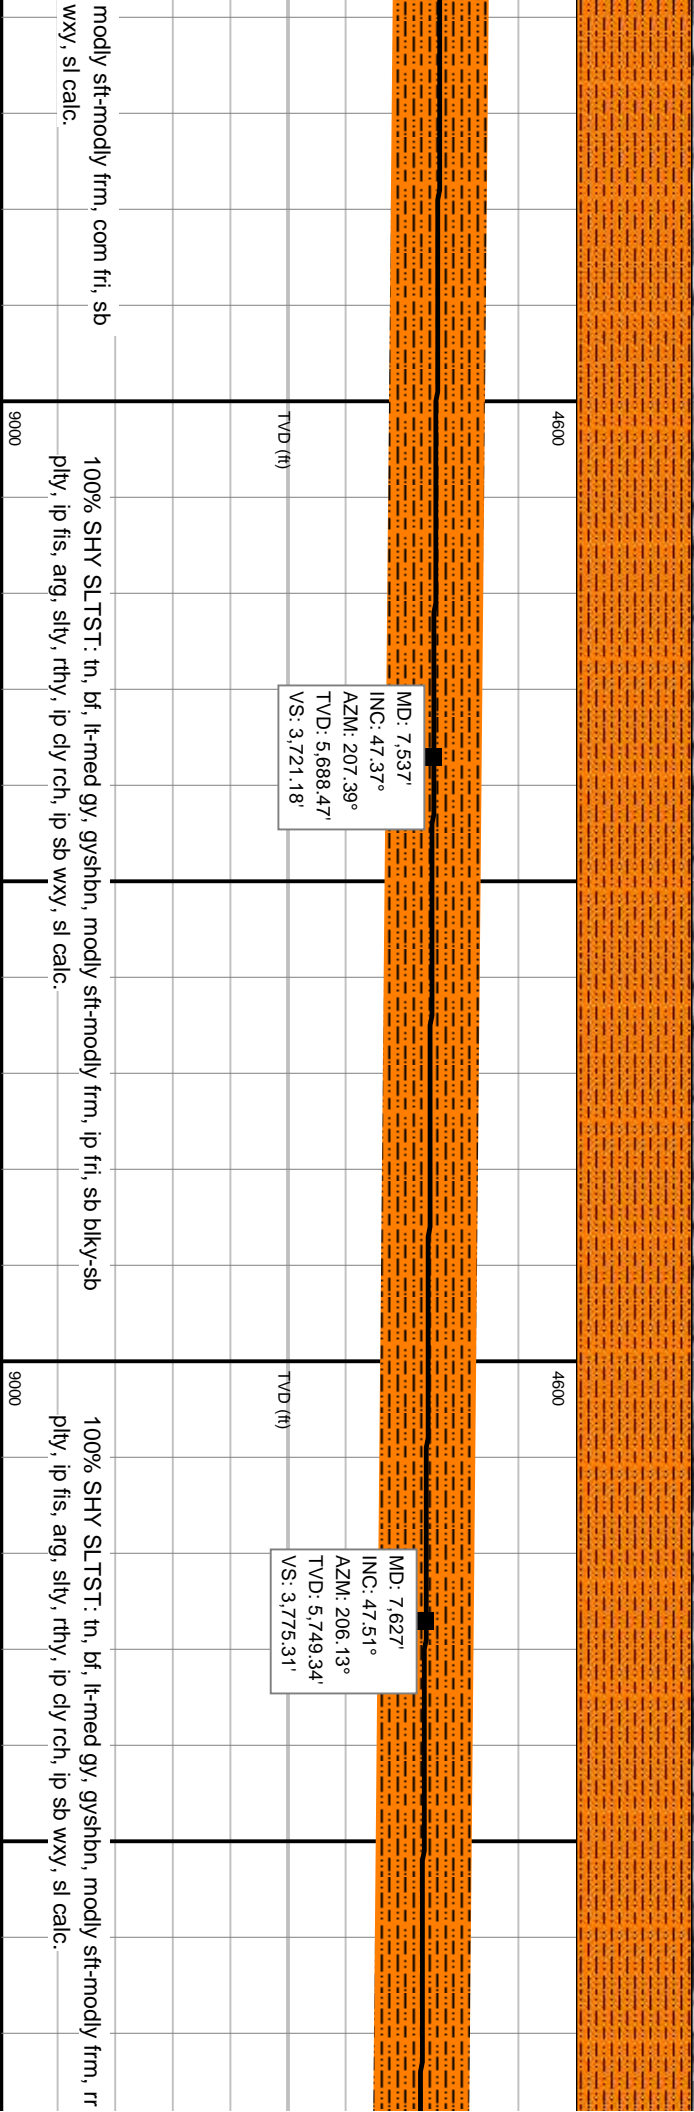 modly sft-modly frm, com fri, sb
wxy, sl calc.
4600
TVD (ft)
9000
100% SHY SLTST: tn, bf, lt-med gy, gyshbn, modly sft-modly frm, ip fri, sb blky-sb
plty, ip fis, arg, slty, rthy, ip cly rch, ip sb wxy, sl calc.
MD: 7,537'
INC: 47.37°
AZM: 207.39°
TVD: 5,688.47'
VS: 3,721.18'
4600
TVD (ft)
9000
100% SHY SLTST: tn, bf, lt-med gy, gyshbn, modly sft-modly frm, rr
plty, ip fis, arg, slty, rthy, ip cly rch, ip sb wxy, sl calc.
MD: 7,627'
INC: 47.51°
AZM: 206.13°
TVD: 5,749.34'
VS: 3,775.31'